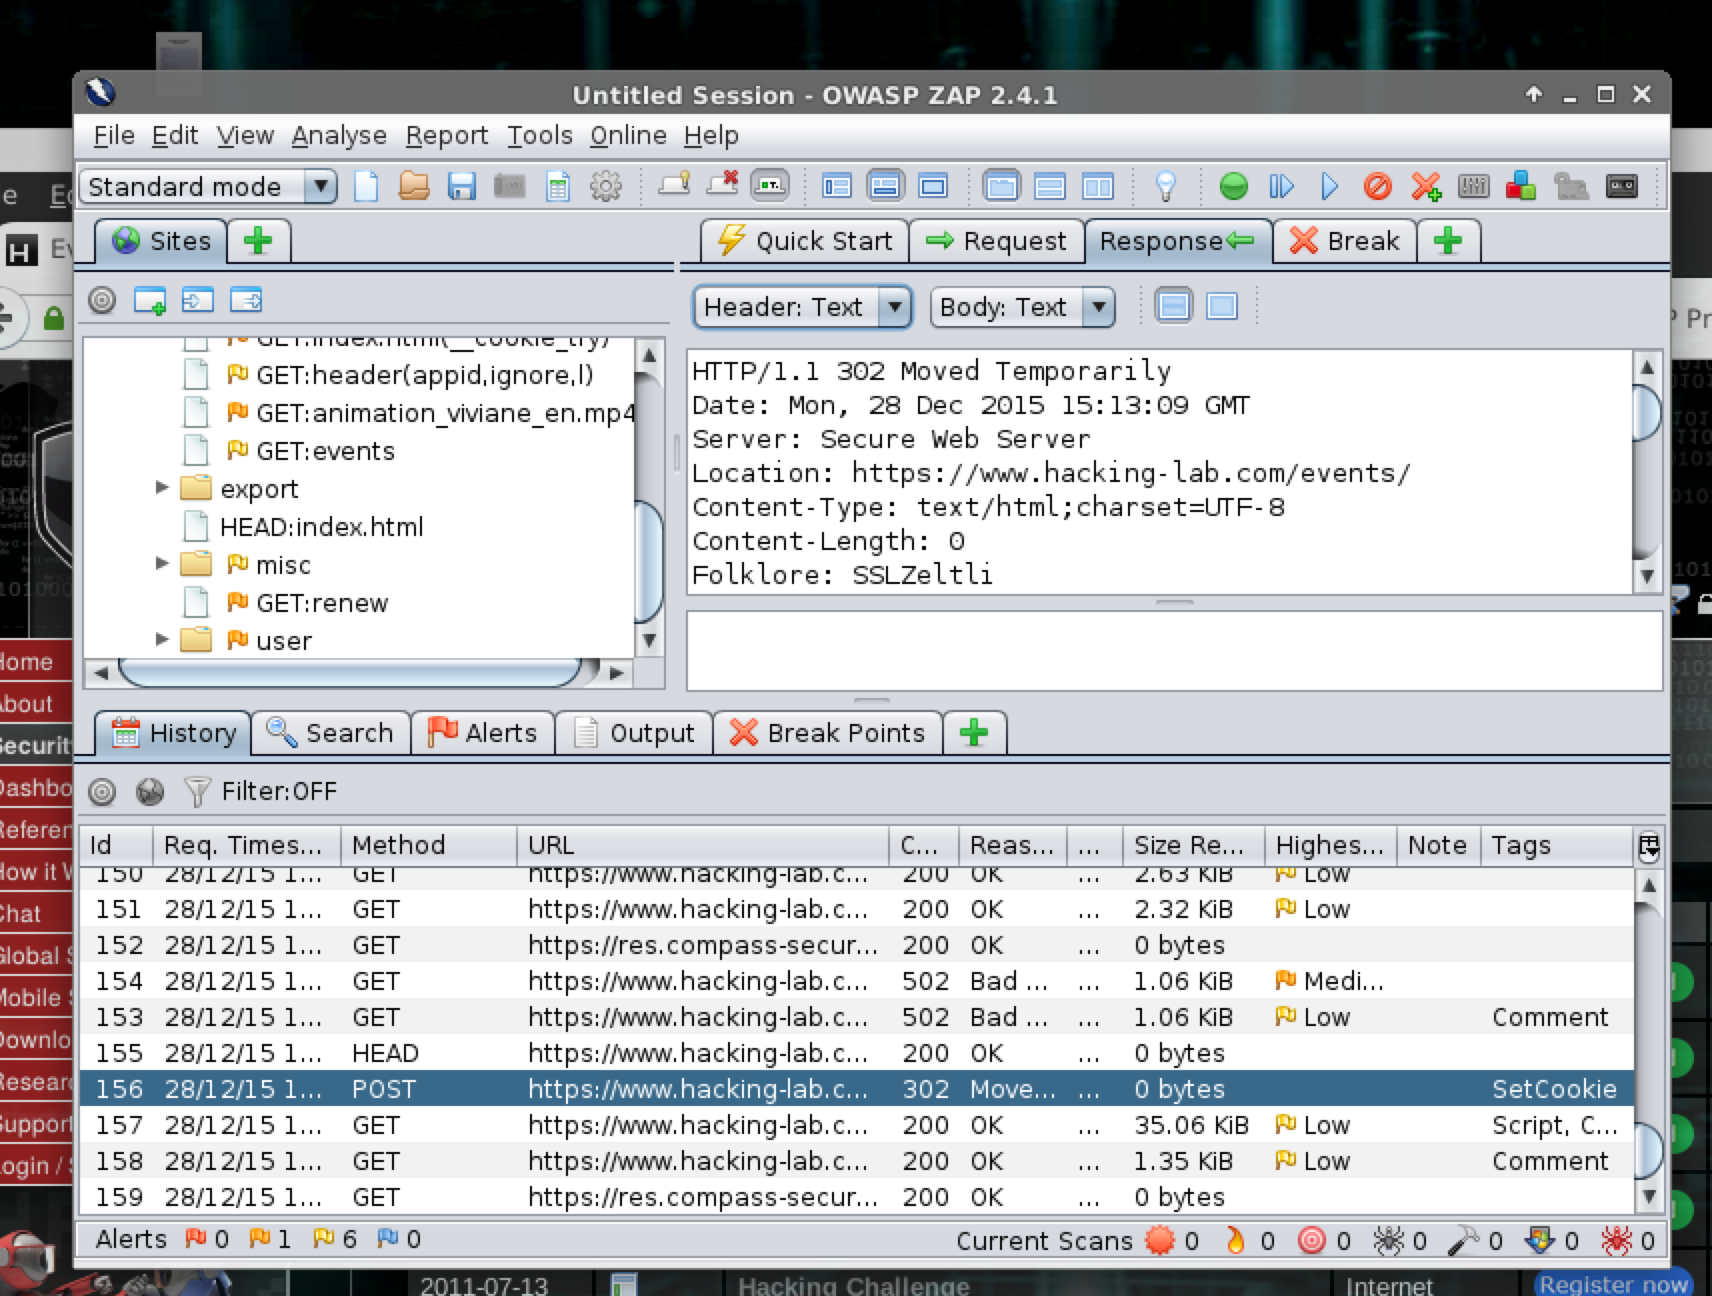 Untitled Session - OWASP ZAP 2.4.1
File Edit View Analyse Report Tools Online Help
Standard mode
Sites
Quick Start Request Response Break
Header: Text Body: Text
GET:index.html(__cookie_try)
GET:header(appid,ignore,l)
GET:animation_viviane_en.mp4
GET:events
export
HEAD:index.html
misc
GET:renew
user
HTTP/1.1 302 Moved Temporarily
Date: Mon, 28 Dec 2015 15:13:09 GMT
Server: Secure Web Server
Location: https://www.hacking-lab.com/events/
Content-Type: text/html;charset=UTF-8
Content-Length: 0
Folklore: SSLZeltli
History Search Alerts Output Break Points
Filter:OFF
Id Req. Times... Method URL C... Reas... ... Size Re... Highes... Note Tags
150 28/12/15 1... GET https://www.hacking-lab.c... 200 OK ... 2.63 KiB Low
151 28/12/15 1... GET https://www.hacking-lab.c... 200 OK ... 2.32 KiB Low
152 28/12/15 1... GET https://res.compass-secur... 200 OK ... 0 bytes
154 28/12/15 1... GET https://www.hacking-lab.c... 502 Bad ... ... 1.06 KiB Medi...
153 28/12/15 1... GET https://www.hacking-lab.c... 502 Bad ... ... 1.06 KiB Low Comment
155 28/12/15 1... HEAD https://www.hacking-lab.c... 200 OK ... 0 bytes
156 28/12/15 1... POST https://www.hacking-lab.c... 302 Move... ... 0 bytes SetCookie
157 28/12/15 1... GET https://www.hacking-lab.c... 200 OK ... 35.06 KiB Low Script, C...
158 28/12/15 1... GET https://www.hacking-lab.c... 200 OK ... 1.35 KiB Low Comment
159 28/12/15 1... GET https://res.compass-secur... 200 OK ... 0 bytes
Alerts 0 1 6 0 Current Scans 0 0 0 0 0 0 0
Home
About
Securit
Dashbo
Referen
How it W
Chat
Global S
Mobile S
Downlo
Resear
Support
Login / S
2011-07-13 Hacking Challenge Internet Register now